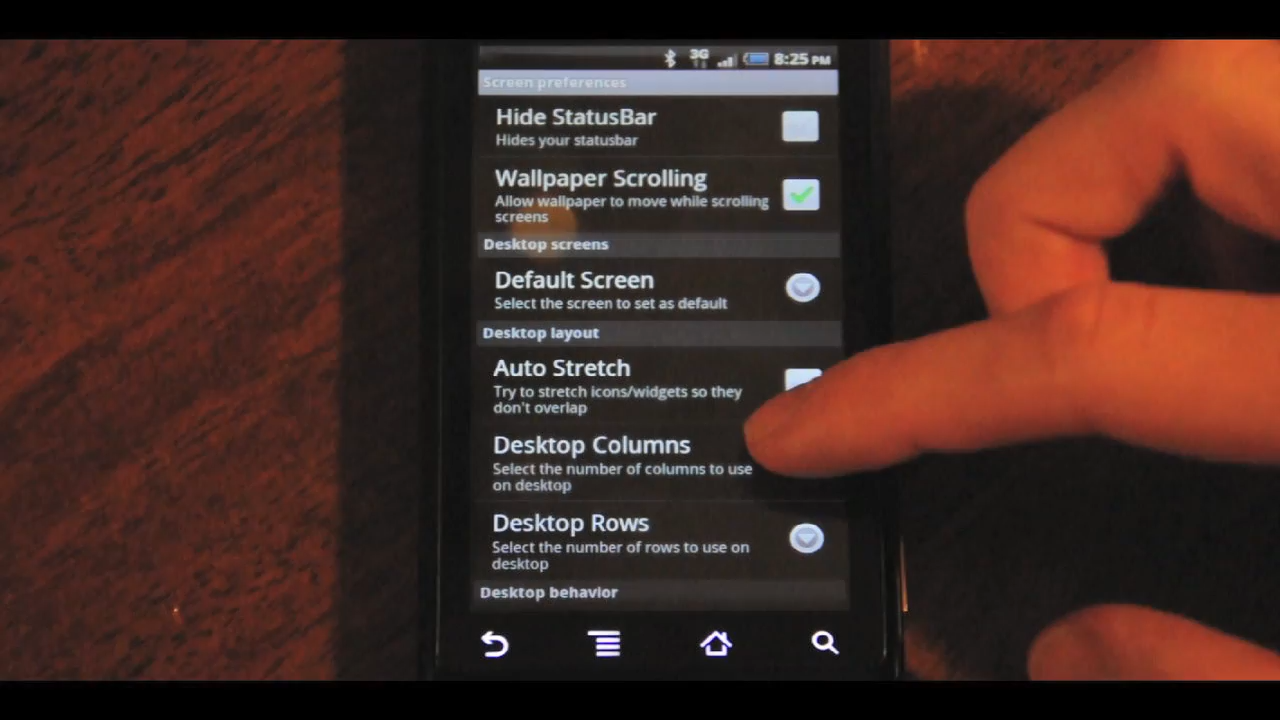 3G 8:25 PM
Screen preferences
Hide StatusBar
Hides your statusbar
Wallpaper Scrolling
Allow wallpaper to move while scrolling
screens
Desktop screens
Default Screen
Select the screen to set as default
Desktop layout
Auto Stretch
Try to stretch icons/widgets so they
don't overlap
Desktop Columns
Select the number of columns to use
on desktop
Desktop Rows
Select the number of rows to use on
desktop
Desktop behavior